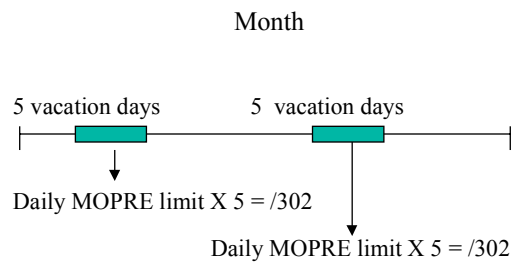 Month
5 vacation days
5 vacation days
Daily MOPRE limit X 5 = /302
Daily MOPRE limit X 5 = /302